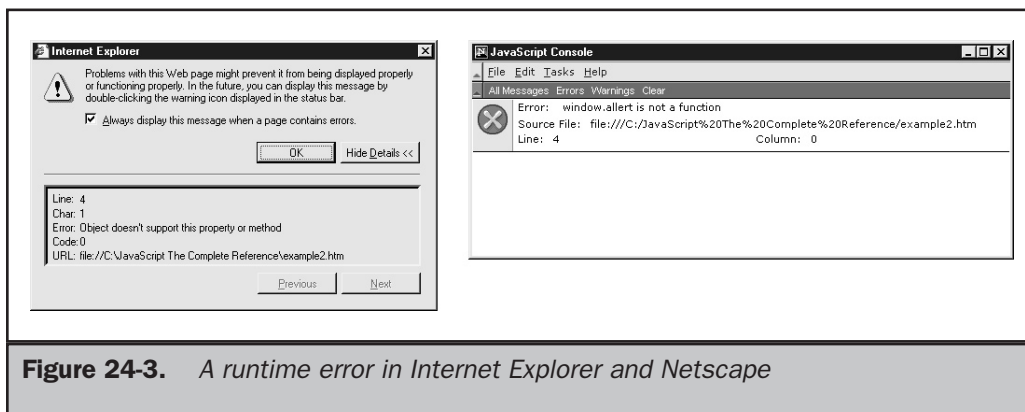 Internet Explorer
Problems with this Web page might prevent it from being displayed properly
or functioning properly. In the future, you can display this message by
double-clicking the warning icon displayed in the status bar.
Always display this message when a page contains errors.
OK
Hide Details <<
Line: 4
Char: 1
Error: Object doesn't support this property or method
Code: 0
URL: file://C:\JavaScript The Complete Reference\example2.htm
Previous
Next
JavaScript Console
File Edit Tasks Help
All Messages Errors Warnings Clear
Error: window.allert is not a function
Source File: file:///C:/JavaScript%20The%20Complete%20Reference/example2.htm
Line: 4 Column: 0
Figure 24-3. A runtime error in Internet Explorer and Netscape